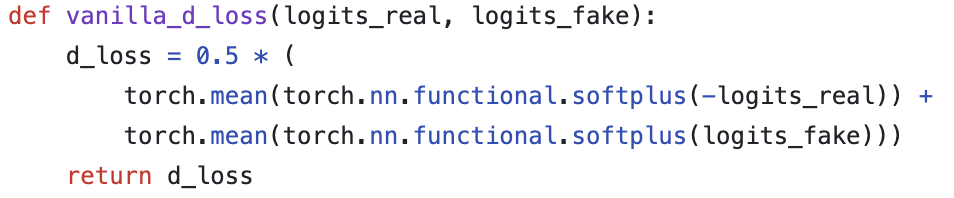 def vanilla_d_loss(logits_real, logits_fake):
    d_loss = 0.5 * (
        torch.mean(torch.nn.functional.softplus(-logits_real)) +
        torch.mean(torch.nn.functional.softplus(logits_fake)))
    return d_loss